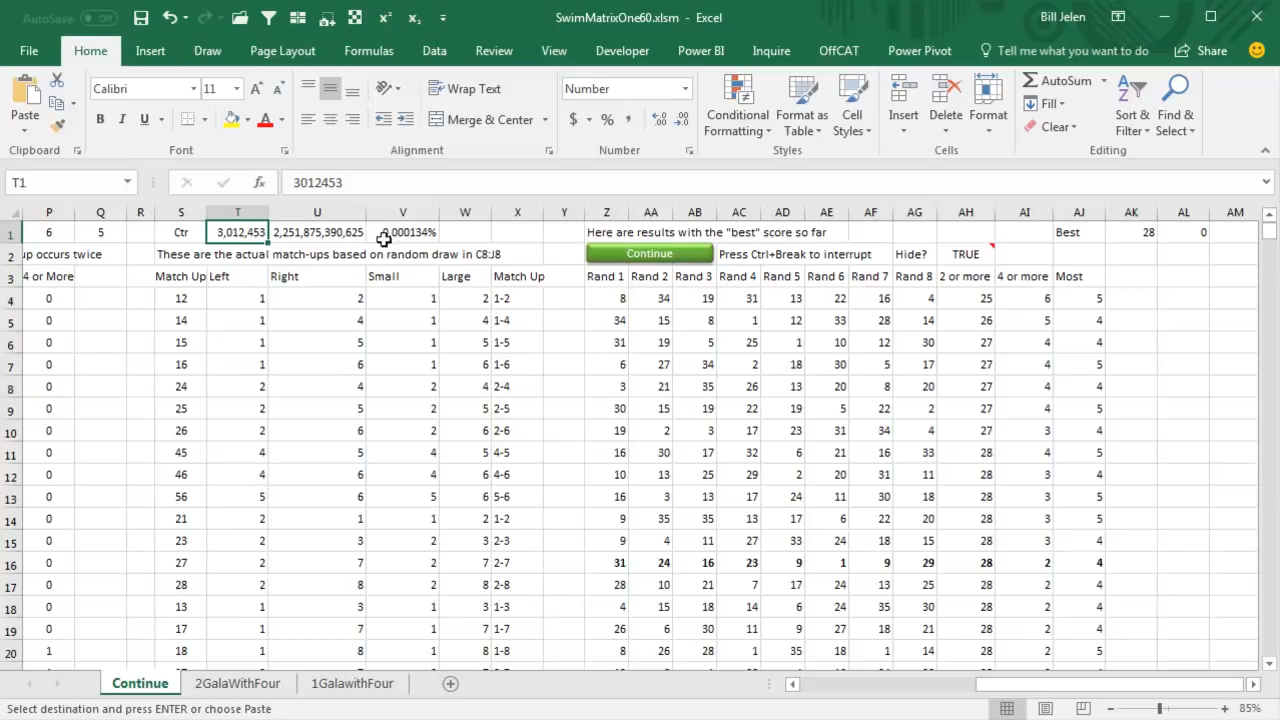 AutoSave Off SwimMatrixOne60.xlsm - Excel Bill Jelen
File Home Insert Draw Page Layout Formulas Data Review View Developer Power BI Inquire OffCAT Power Pivot Tell me what you want to do Share
Calibri 11 Wrap Text Number AutoSum
Paste Conditional Format as Cell Insert Delete Format Fill Sort & Find &
B I U A Merge & Center $ % , Formatting Table Styles Clear Filter Select
Clipboard Font Alignment Number Styles Cells Editing
T1 fx 3012453
P Q R S T U V W X Y Z AA AB AC AD AE AF AG AH AI AJ AK AL AM
1 6 5 Ctr 3,012,453 2,251,875,390,625 000134% Here are results with the "best" score so far Best 28 0
2 up occurs twice These are the actual match-ups based on random draw in C8:J8 Continue Press Ctrl+Break to interrupt Hide? TRUE
3 4 or More Match Up Left Right Small Large Match Up Rand 1 Rand 2 Rand 3 Rand 4 Rand 5 Rand 6 Rand 7 Rand 8 2 or more 4 or more Most
4 0 12 1 2 1 2 1-2 8 34 19 31 13 22 16 4 25 6 5
5 0 14 1 4 1 4 1-4 34 15 8 1 12 33 28 14 26 5 4
6 0 15 1 5 1 5 1-5 31 19 5 25 1 10 12 30 27 4 4
7 0 16 1 6 1 6 1-6 6 27 34 2 18 30 5 17 27 4 5
8 0 24 2 4 2 4 2-4 3 21 35 26 13 20 8 20 27 4 4
9 0 25 2 5 2 5 2-5 30 15 19 22 19 5 22 2 27 4 5
10 0 26 2 6 2 6 2-6 19 2 3 17 23 31 34 4 27 3 4
11 0 45 4 5 4 5 4-5 16 30 17 32 6 21 16 33 28 4 5
12 0 46 4 6 4 6 4-6 10 13 25 29 2 20 31 11 28 3 4
13 0 56 5 6 5 6 5-6 16 3 13 17 24 11 30 18 28 3 5
14 0 21 2 1 1 2 1-2 9 35 35 13 17 6 22 20 28 3 5
15 0 23 2 3 2 3 2-3 9 4 11 27 33 24 18 15 28 3 4
16 0 27 2 7 2 7 2-7 31 24 16 23 9 1 9 29 28 2 4
17 0 28 2 8 2 8 2-8 28 10 21 7 17 24 13 25 28 2 4
18 0 13 1 3 1 3 1-3 4 15 18 14 6 24 35 30 28 2 4
19 0 17 1 7 1 7 1-7 26 6 30 11 9 27 18 21 28 2 4
20 1 18 1 8 1 8 1-8 8 26 28 1 35 18 1 14 28 2 5
Continue 2GalaWithFour 1GalawithFour
Select destination and press ENTER or choose Paste 85%